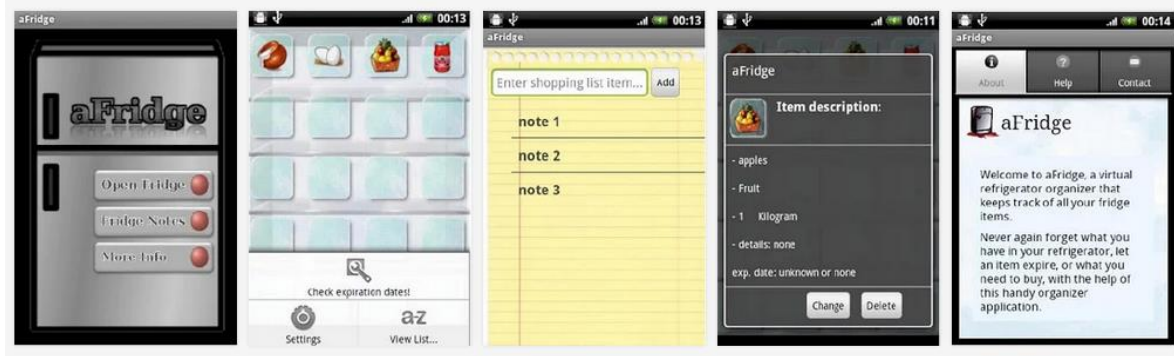 aFridge
aFridge
Open Fridge
Fridge Notes
More Info
00:13
Check expiration dates!
Settings
a-z
View List...
00:13
aFridge
Enter shopping list item...
Add
note 1
note 2
note 3
00:11
aFridge
Item description:
- apples
- Fruit
- 1 Kilogram
- details: none
exp. date: unknown or none
Change
Delete
00:14
aFridge
About
Help
Contact
aFridge
Welcome to aFridge, a virtual
refrigerator organizer that
keeps track of all your fridge
items.
Never again forget what you
have in your refrigerator, let
an item expire, or what you
need to buy, with the help of
this handy organizer
application.